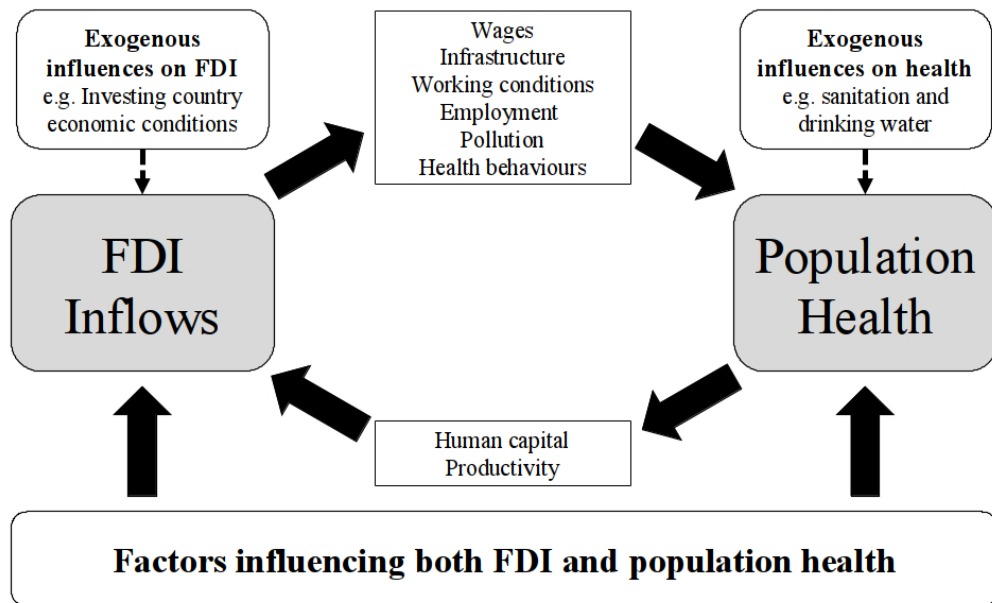 Exogenous
influences on FDI
e.g. Investing country
economic conditions
Wages
Infrastructure
Working conditions
Employment
Pollution
Health behaviours
Exogenous
influences on health
e.g. sanitation and
drinking water
FDI
Inflows
Population
Health
Human capital
Productivity
Factors influencing both FDI and population health